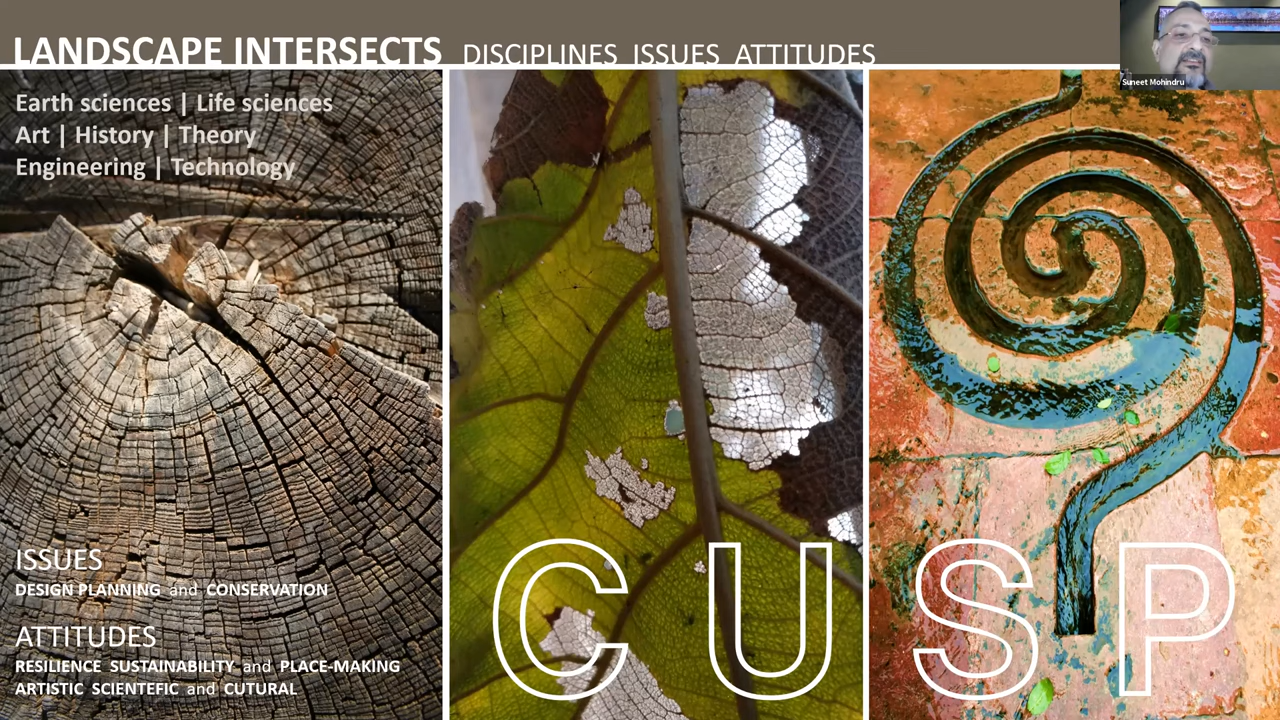 LANDSCAPE INTERSECTS DISCIPLINES ISSUES ATTITUDES
Suneet Mohindru
Earth sciences | Life sciences
Art | History | Theory
Engineering | Technology
ISSUES
DESIGN PLANNING and CONSERVATION
ATTITUDES
RESILIENCE SUSTAINABILITY and PLACE-MAKING
ARTISTIC SCIENTEFIC and CUTURAL
CUSP